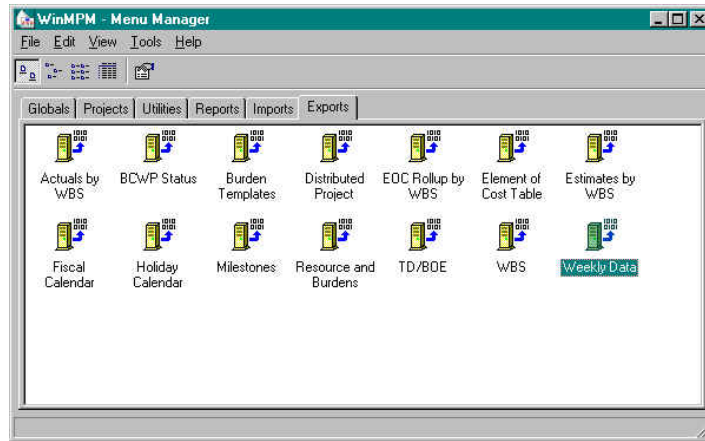 WinMPM - Menu Manager
File Edit View Tools Help
Globals Projects Utilities Reports Imports Exports
Actuals by WBS
BCWP Status
Burden Templates
Distributed Project
EOC Rollup by WBS
Element of Cost Table
Estimates by WBS
Fiscal Calendar
Holiday Calendar
Milestones
Resource and Burdens
TD/BOE
WBS
Weekly Data